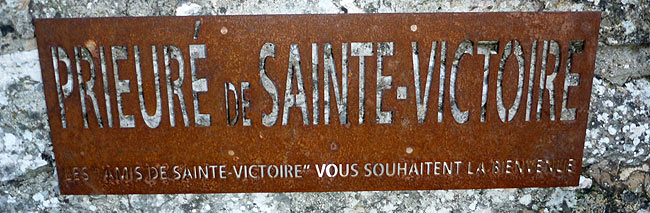 PRIEURÉ DE SAINTE-VICTOIRE
LES "AMIS DE SAINTE-VICTOIRE" VOUS SOUHAITENT LA BIENVENUE